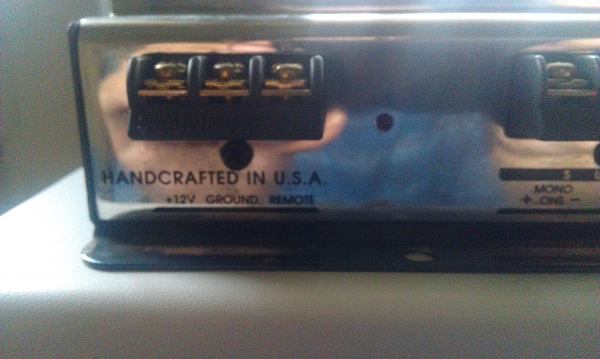 HANDCRAFTED IN U.S.A.
+12V GROUND REMOTE
MONO
+ ONE −